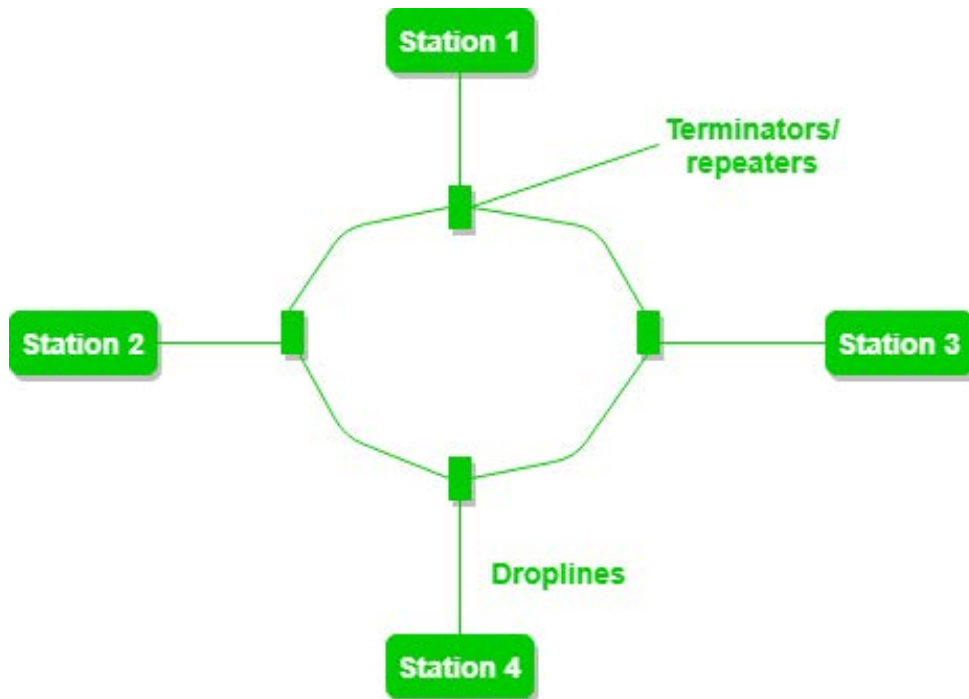 Station 1
Terminators/
repeaters
Station 2
Station 3
Droplines
Station 4